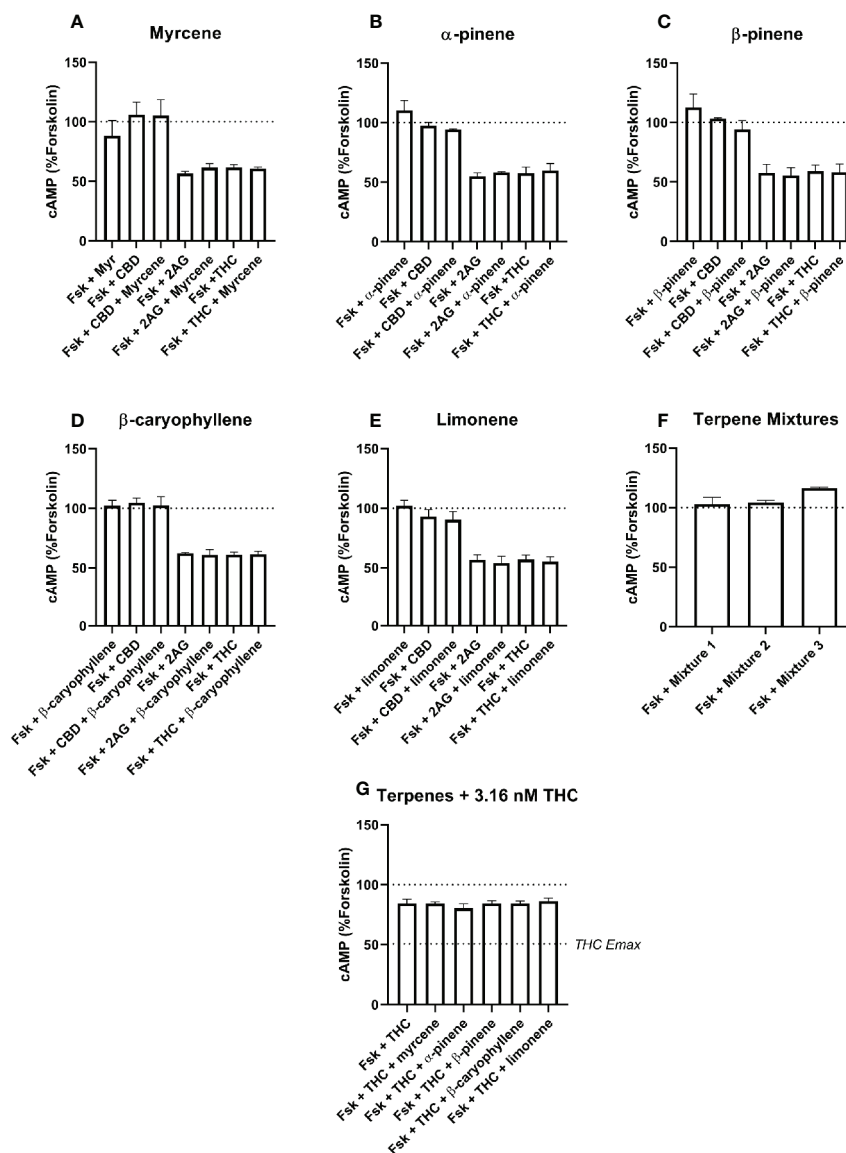 A
Myrcene
cAMP (%Forskolin)
150
100
50
0
Fsk + Myr
Fsk + CBD
Fsk + CBD + Myrcene
Fsk + 2AG
Fsk + 2AG + Myrcene
Fsk +THC
Fsk + THC + Myrcene
B
α-pinene
cAMP (%Forskolin)
150
100
50
0
Fsk + α-pinene
Fsk + CBD
Fsk + CBD + α-pinene
Fsk + 2AG
Fsk + 2AG + α-pinene
Fsk +THC
Fsk + THC + α-pinene
C
β-pinene
cAMP (%Forskolin)
150
100
50
0
Fsk + β-pinene
Fsk + CBD
Fsk + CBD + β-pinene
Fsk + 2AG
Fsk + 2AG + β-pinene
Fsk + THC
Fsk + THC + β-pinene
D
β-caryophyllene
cAMP (%Forskolin)
150
100
50
0
Fsk + β-caryophyllene
Fsk + CBD
Fsk + CBD + β-caryophyllene
Fsk + 2AG
Fsk + 2AG + β-caryophyllene
Fsk + THC
Fsk + THC + β-caryophyllene
E
Limonene
cAMP (%Forskolin)
150
100
50
0
Fsk + limonene
Fsk + CBD
Fsk + CBD + limonene
Fsk + 2AG
Fsk + 2AG + limonene
Fsk + THC
Fsk + THC + limonene
F
Terpene Mixtures
cAMP (%Forskolin)
150
100
50
0
Fsk + Mixture 1
Fsk + Mixture 2
Fsk + Mixture 3
G
Terpenes + 3.16 nM THC
cAMP (%Forskolin)
150
100
50
0
THC Emax
Fsk + THC
Fsk + THC + myrcene
Fsk + THC + α-pinene
Fsk + THC + β-pinene
Fsk + THC + β-caryophyllene
Fsk + THC + limonene